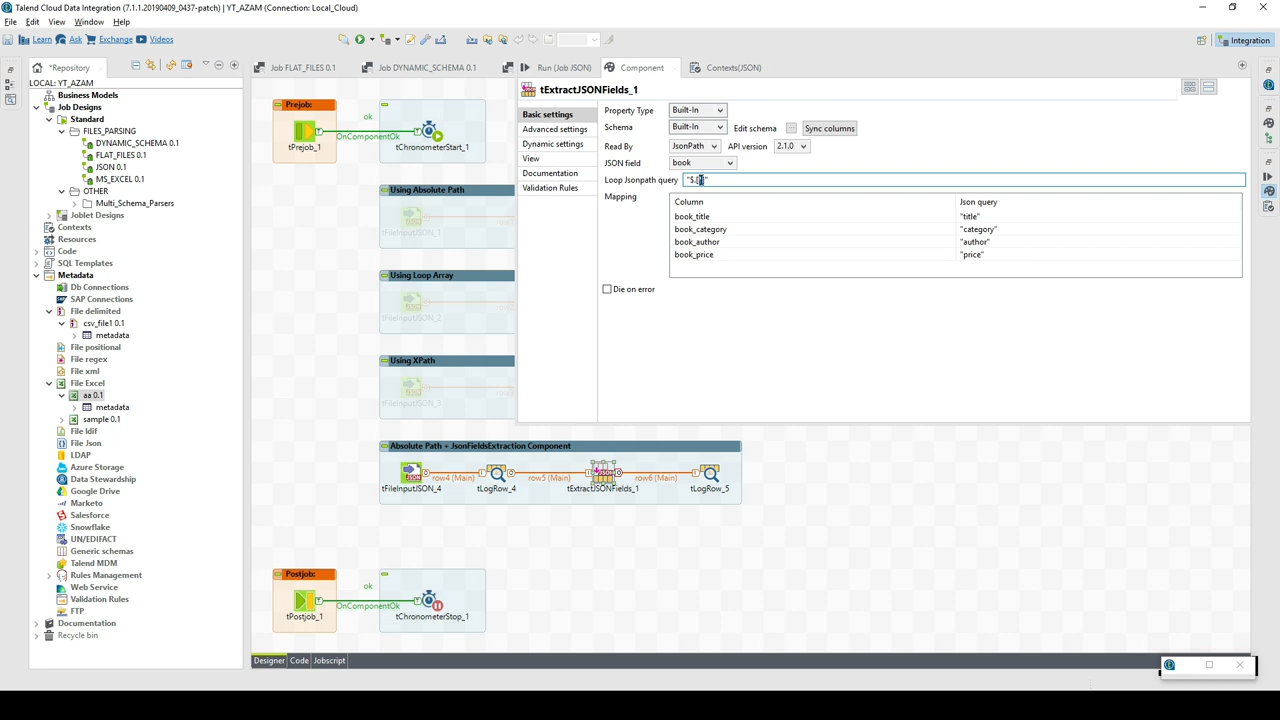 Talend Cloud Data Integration (7.1.1.20190409_0437-patch) | YT_AZAM (Connection: Local_Cloud)
File Edit View Window Help
Learn Ask Exchange Videos Integration
*Repository
LOCAL: YT_AZAM
Business Models
Job Designs
Standard
FILES_PARSING
DYNAMIC_SCHEMA 0.1
FLAT_FILES 0.1
JSON 0.1
MS_EXCEL 0.1
OTHER
Multi_Schema_Parsers
Joblet Designs
Contexts
Resources
Code
SQL Templates
Metadata
Db Connections
SAP Connections
File delimited
csv_file1 0.1
metadata
File positional
File regex
File xml
File Excel
aa 0.1
metadata
sample 0.1
File ldif
File Json
LDAP
Azure Storage
Data Stewardship
Google Drive
Marketo
Salesforce
Snowflake
UN/EDIFACT
Generic schemas
Talend MDM
Rules Management
Web Service
Validation Rules
FTP
Documentation
Recycle bin
Job FLAT_FILES 0.1
Job DYNAMIC_SCHEMA 0.1
Run (Job JSON)
Component
Contexts(JSON)
Prejob:
ok
OnComponentOk
tPrejob_1
tChronometerStart_1
Using Absolute Path
tFileInputJSON_1
row1
Using Loop Array
tFileInputJSON_2
Using XPath
tFileInputJSON_3
Absolute Path + JsonFieldsExtraction Component
row4 (Main)
row5 (Main)
row6 (Main)
tFileInputJSON_4
tLogRow_4
tExtractJSONFields_1
tLogRow_5
Postjob:
ok
OnComponentOk
tPostjob_1
tChronometerStop_1
Designer Code Jobscript
tExtractJSONFields_1
Basic settings
Advanced settings
Dynamic settings
View
Documentation
Validation Rules
Property Type Built-In
Schema Built-In Edit schema ... Sync columns
Read By JsonPath API version 2.1.0
JSON field book
Loop Jsonpath query
Mapping
Column Json query
book_title "title"
book_category "category"
book_author "author"
book_price "price"
Die on error